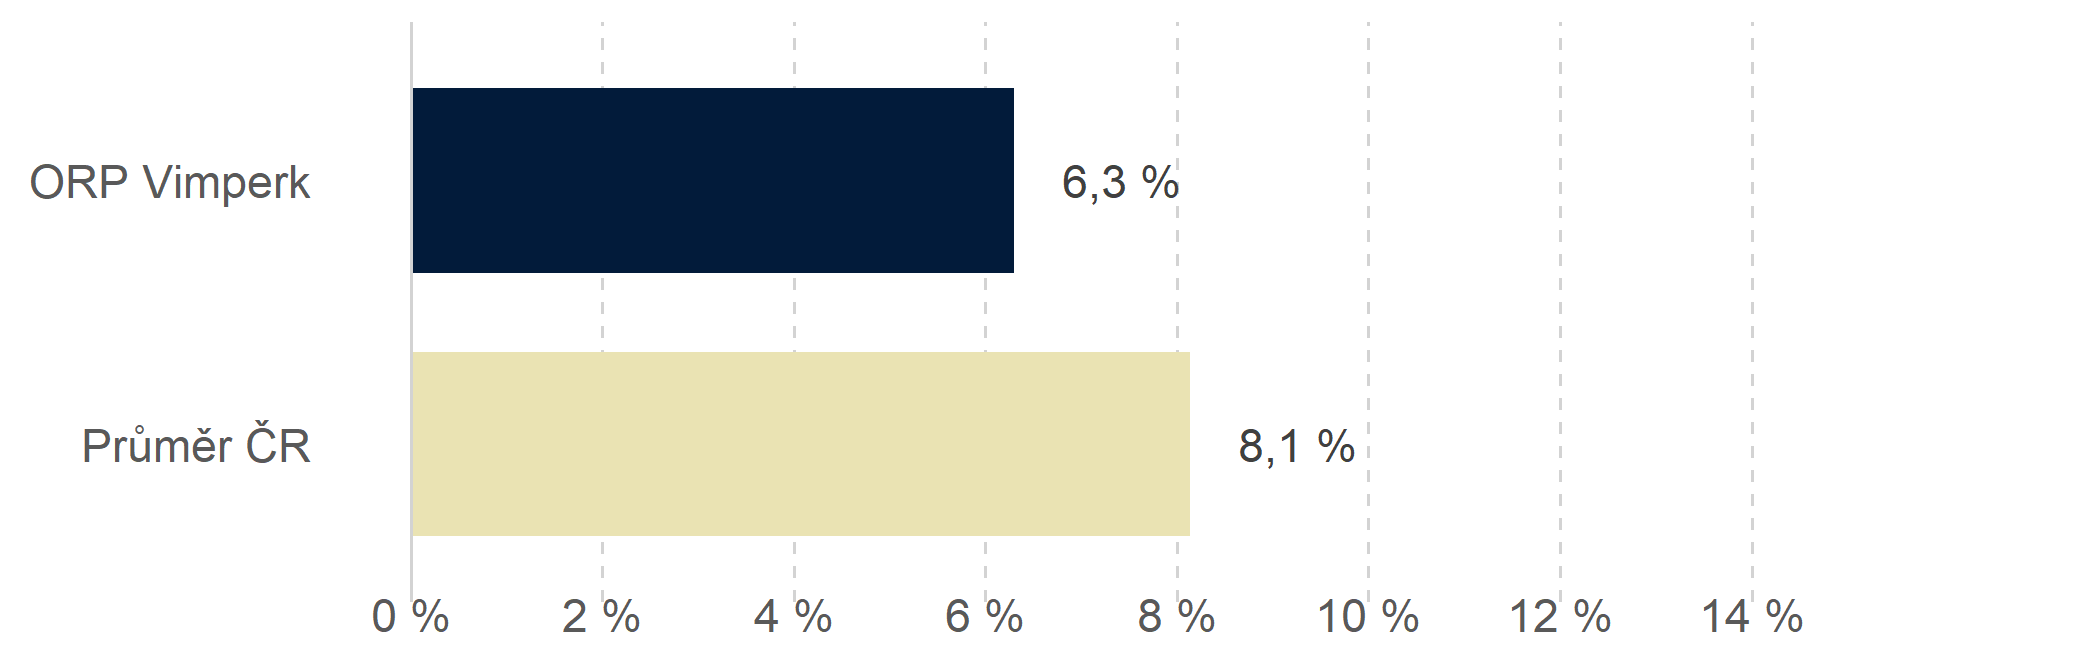 ORP Vimperk
6,3 %
Průměr ČR
8,1 %
0 % 2 % 4 % 6 % 8 % 10 % 12 % 14 %